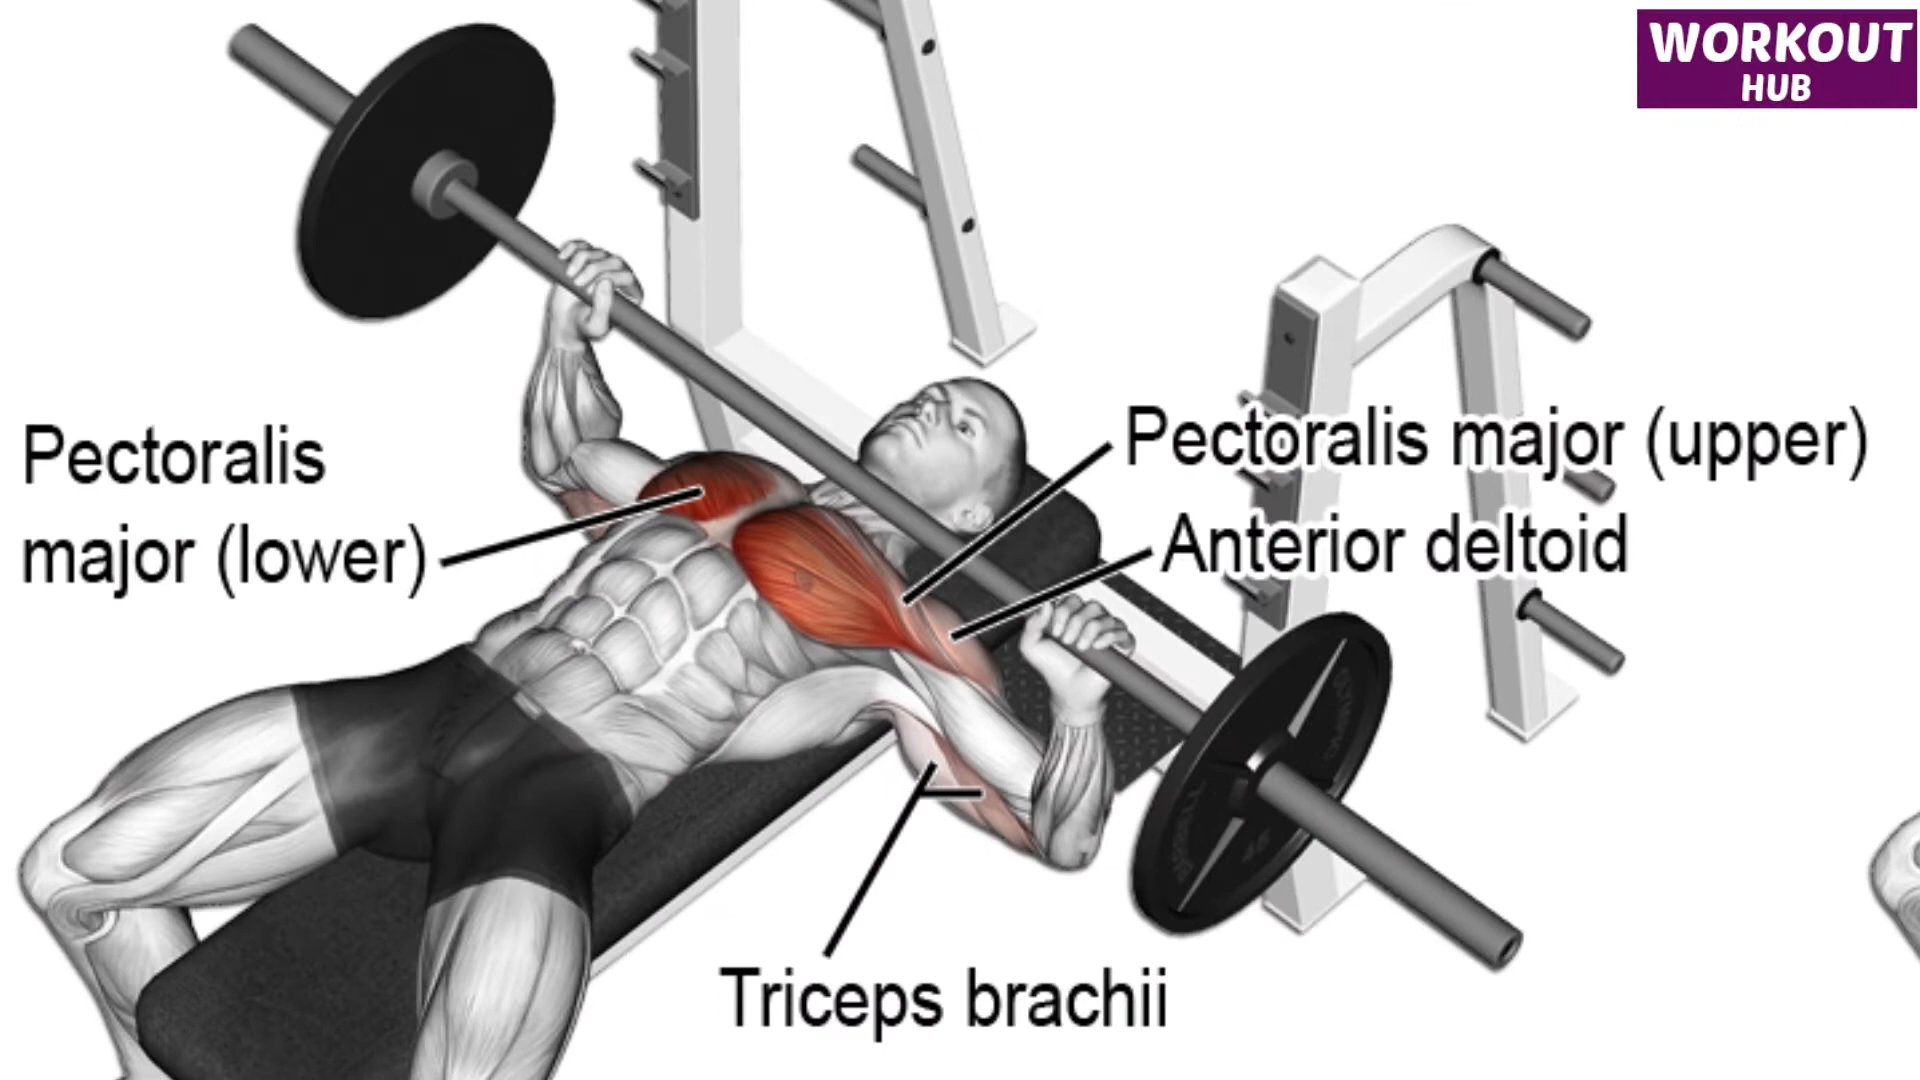 WORKOUT
HUB
Pectoralis
major (lower)
Pectoralis major (upper)
Anterior deltoid
Triceps brachii